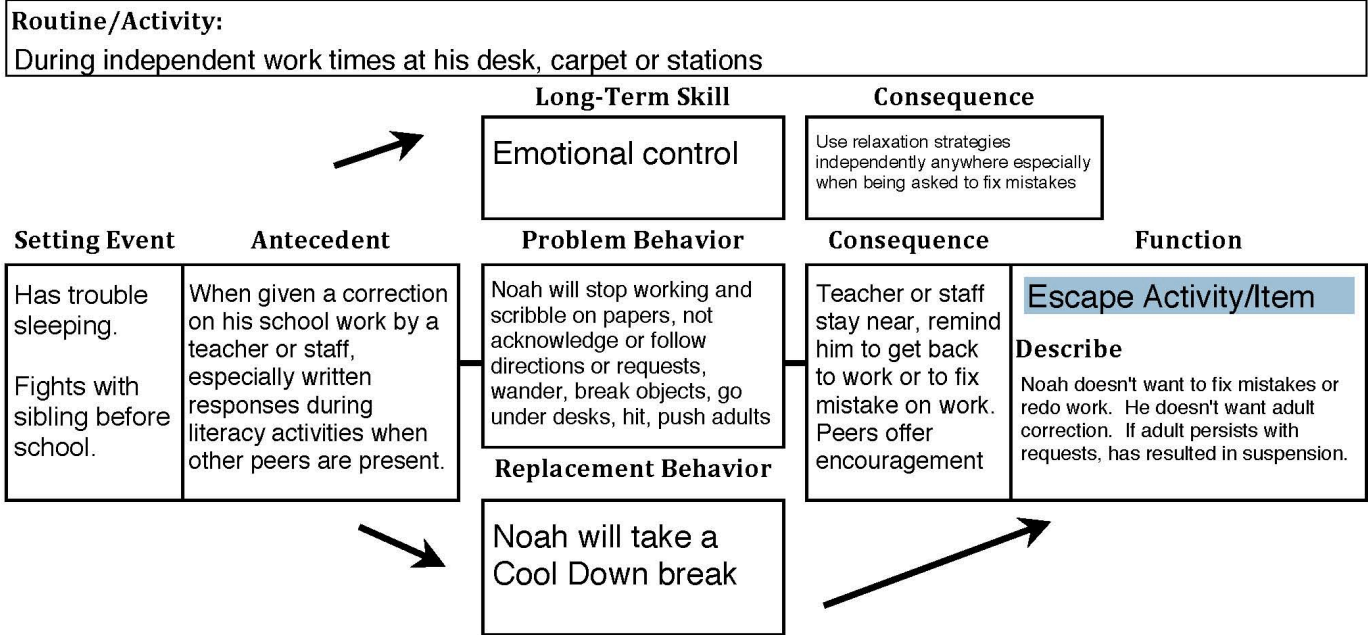 Routine/Activity:
During independent work times at his desk, carpet or stations
Long-Term Skill
Emotional control
Consequence
Use relaxation strategies
independently anywhere especially
when being asked to fix mistakes
Setting Event
Has trouble
sleeping.
Fights with
sibling before
school.
Antecedent
When given a correction
on his school work by a
teacher or staff,
especially written
responses during
literacy activities when
other peers are present.
Problem Behavior
Noah will stop working and
scribble on papers, not
acknowledge or follow
directions or requests,
wander, break objects, go
under desks, hit, push adults
Consequence
Teacher or staff
stay near, remind
him to get back
to work or to fix
mistake on work.
Peers offer
encouragement
Function
Escape Activity/Item
Describe
Noah doesn't want to fix mistakes or
redo work.  He doesn't want adult
correction.  If adult persists with
requests, has resulted in suspension.
Replacement Behavior
Noah will take a
Cool Down break